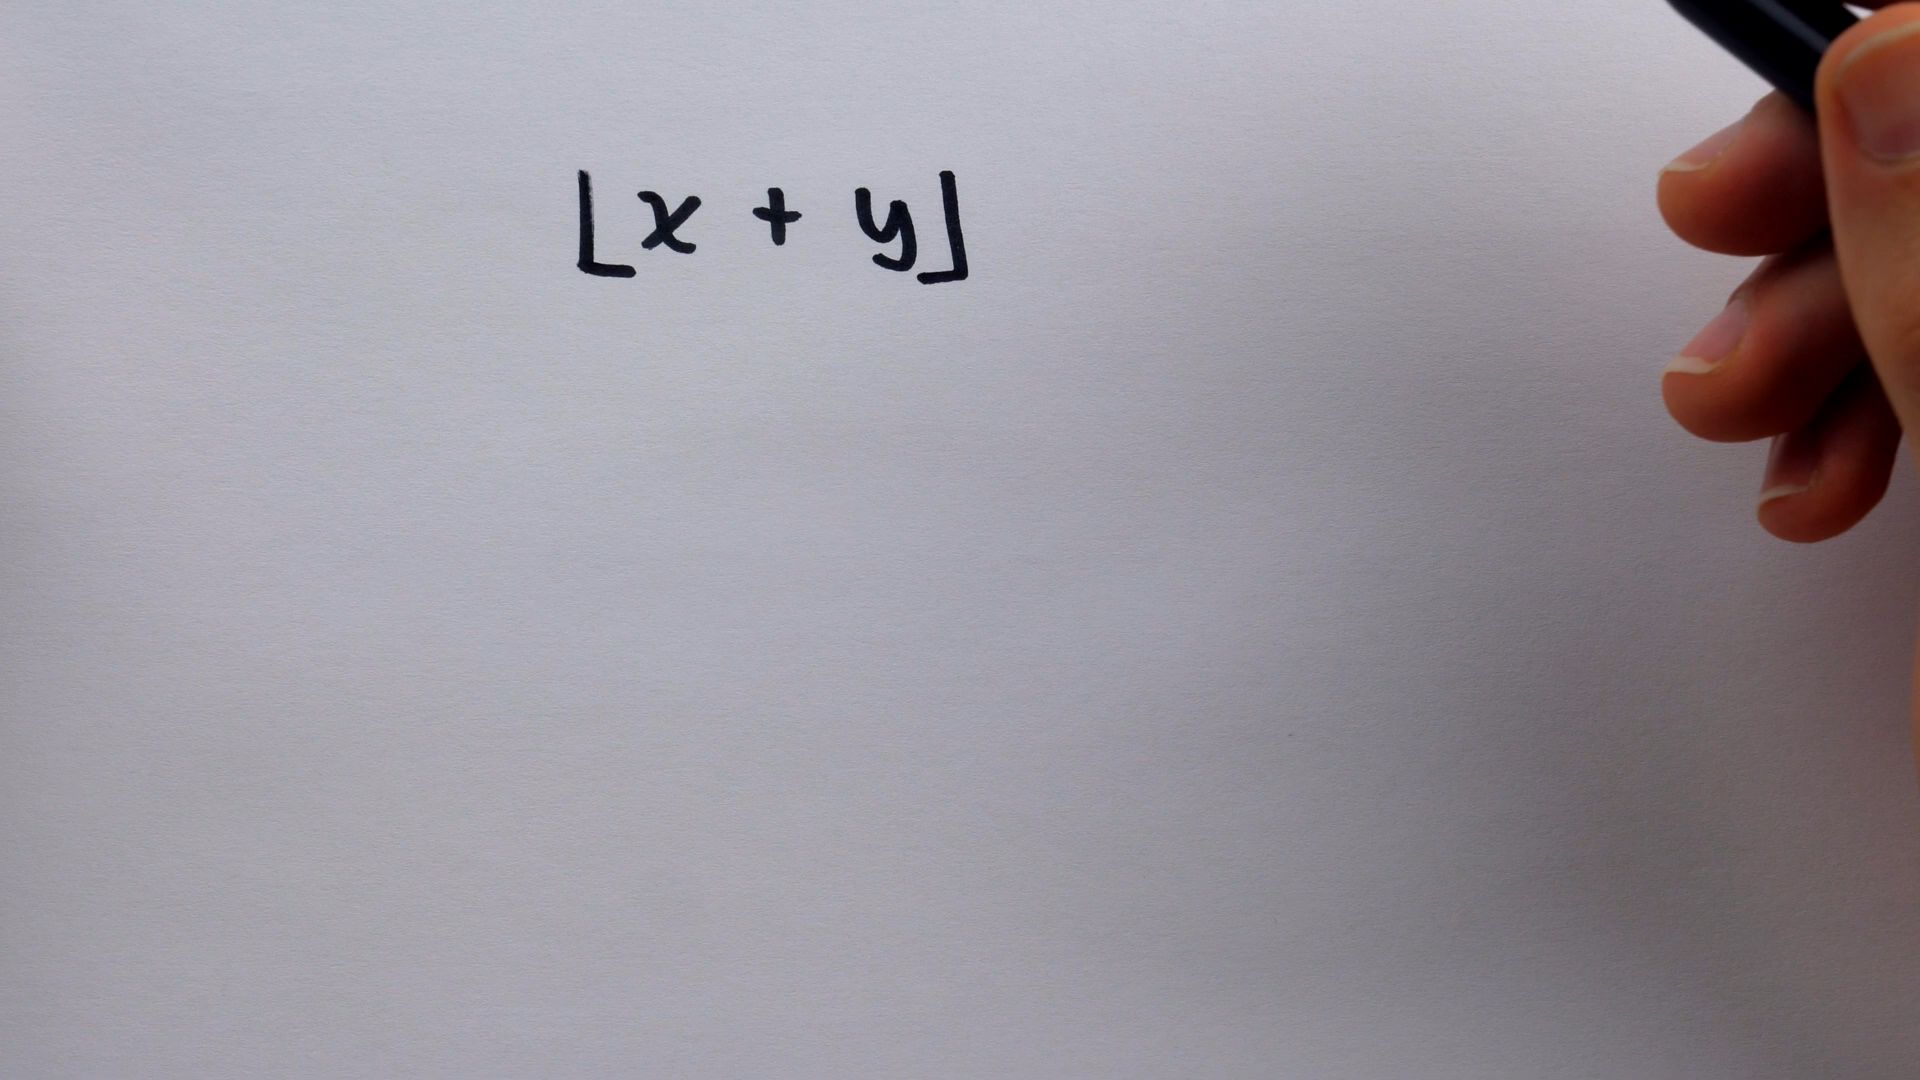 ⌊x + y⌋